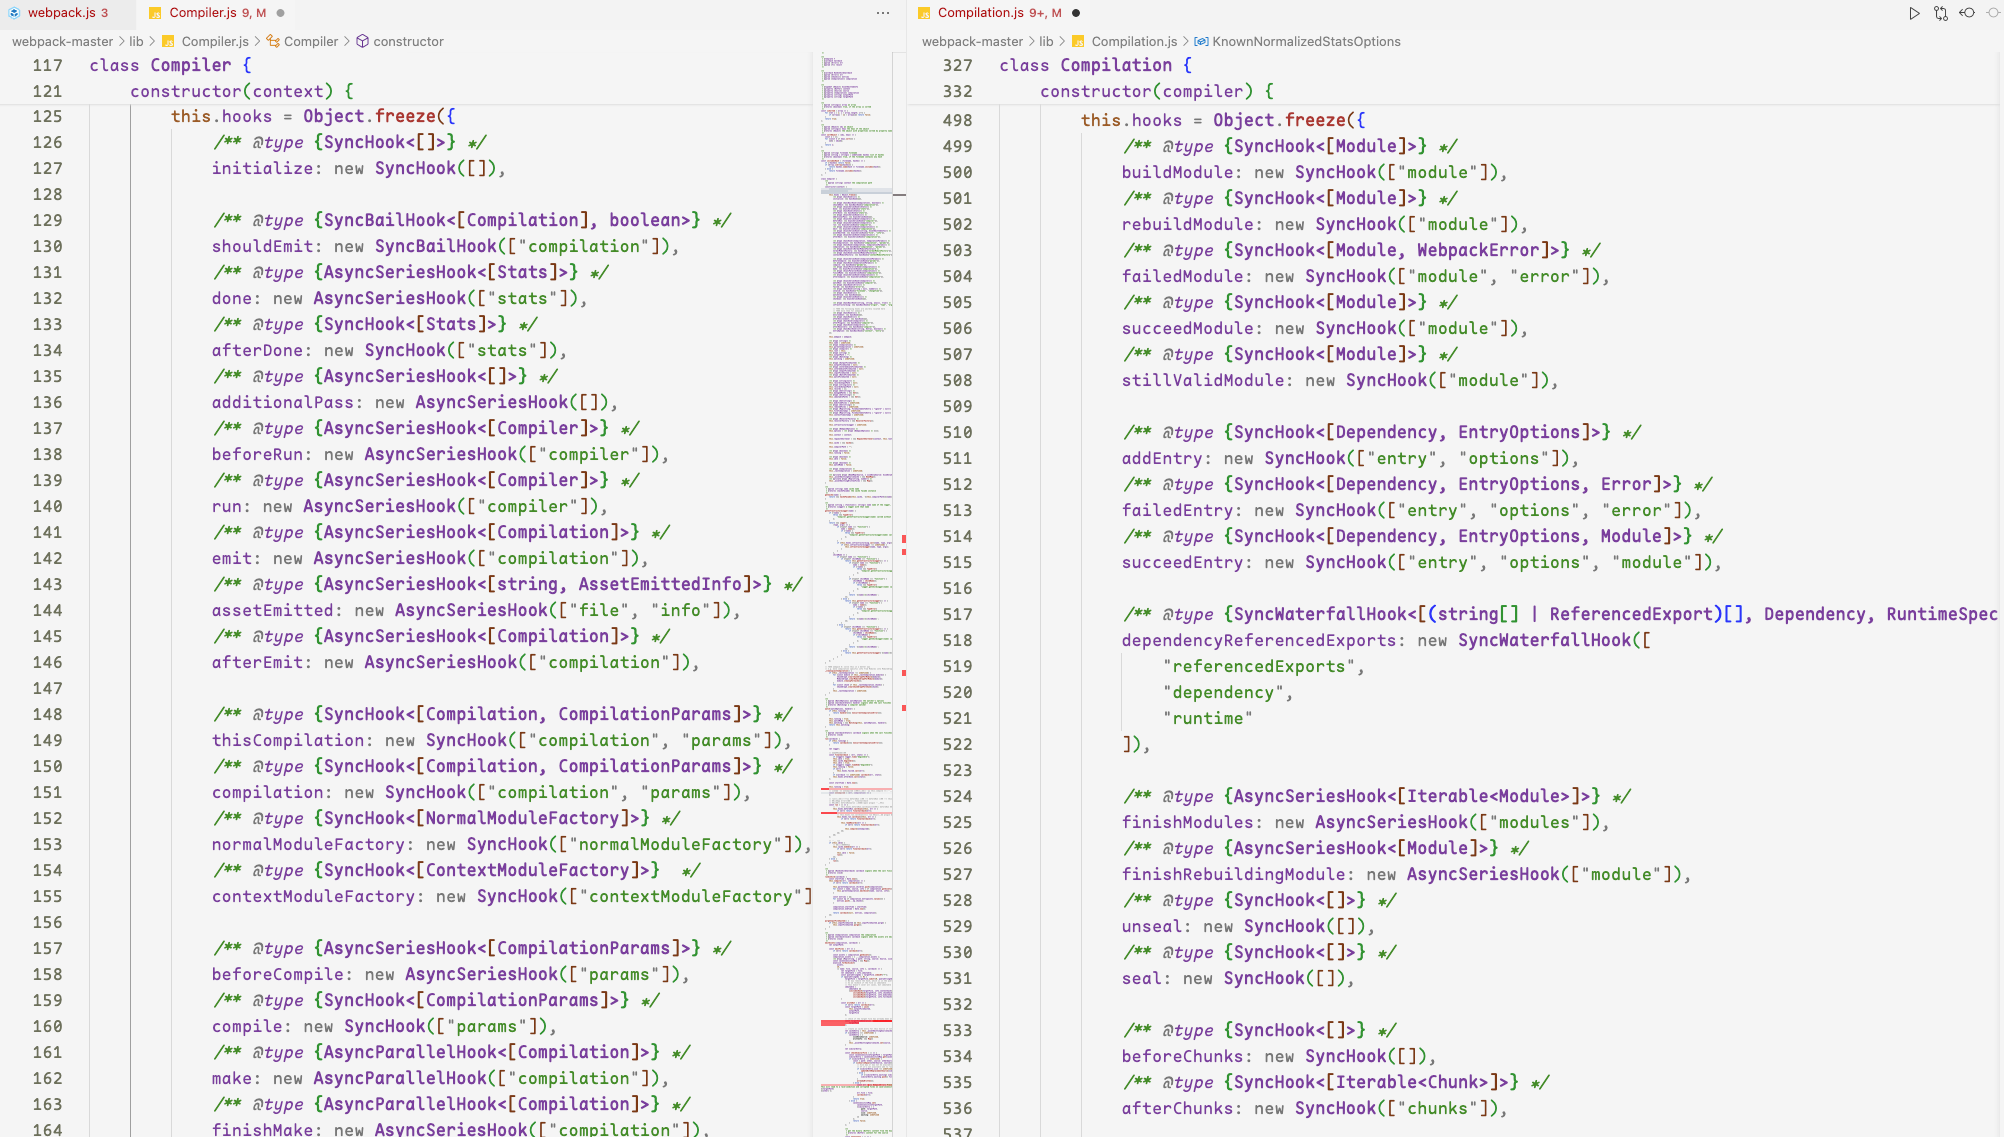 webpack.js 3
Compiler.js 9, M
webpack-master > lib > Compiler.js > Compiler > constructor
117 class Compiler {
121 constructor(context) {
125 this.hooks = Object.freeze({
126 /** @type {SyncHook<[]>} */
127 initialize: new SyncHook([]),
128
129 /** @type {SyncBailHook<[Compilation], boolean>} */
130 shouldEmit: new SyncBailHook(["compilation"]),
131 /** @type {AsyncSeriesHook<[Stats]>} */
132 done: new AsyncSeriesHook(["stats"]),
133 /** @type {SyncHook<[Stats]>} */
134 afterDone: new SyncHook(["stats"]),
135 /** @type {AsyncSeriesHook<[]>} */
136 additionalPass: new AsyncSeriesHook([]),
137 /** @type {AsyncSeriesHook<[Compiler]>} */
138 beforeRun: new AsyncSeriesHook(["compiler"]),
139 /** @type {AsyncSeriesHook<[Compiler]>} */
140 run: new AsyncSeriesHook(["compiler"]),
141 /** @type {AsyncSeriesHook<[Compilation]>} */
142 emit: new AsyncSeriesHook(["compilation"]),
143 /** @type {AsyncSeriesHook<[string, AssetEmittedInfo]>} */
144 assetEmitted: new AsyncSeriesHook(["file", "info"]),
145 /** @type {AsyncSeriesHook<[Compilation]>} */
146 afterEmit: new AsyncSeriesHook(["compilation"]),
147
148 /** @type {SyncHook<[Compilation, CompilationParams]>} */
149 thisCompilation: new SyncHook(["compilation", "params"]),
150 /** @type {SyncHook<[Compilation, CompilationParams]>} */
151 compilation: new SyncHook(["compilation", "params"]),
152 /** @type {SyncHook<[NormalModuleFactory]>} */
153 normalModuleFactory: new SyncHook(["normalModuleFactory"]),
154 /** @type {SyncHook<[ContextModuleFactory]>}  */
155 contextModuleFactory: new SyncHook(["contextModuleFactory"]
156
157 /** @type {AsyncSeriesHook<[CompilationParams]>} */
158 beforeCompile: new AsyncSeriesHook(["params"]),
159 /** @type {SyncHook<[CompilationParams]>} */
160 compile: new SyncHook(["params"]),
161 /** @type {AsyncParallelHook<[Compilation]>} */
162 make: new AsyncParallelHook(["compilation"]),
163 /** @type {AsyncParallelHook<[Compilation]>} */
164 finishMake: new AsyncSeriesHook(["compilation"]),
Compilation.js 9+, M
webpack-master > lib > Compilation.js > KnownNormalizedStatsOptions
327 class Compilation {
332 constructor(compiler) {
498 this.hooks = Object.freeze({
499 /** @type {SyncHook<[Module]>} */
500 buildModule: new SyncHook(["module"]),
501 /** @type {SyncHook<[Module]>} */
502 rebuildModule: new SyncHook(["module"]),
503 /** @type {SyncHook<[Module, WebpackError]>} */
504 failedModule: new SyncHook(["module", "error"]),
505 /** @type {SyncHook<[Module]>} */
506 succeedModule: new SyncHook(["module"]),
507 /** @type {SyncHook<[Module]>} */
508 stillValidModule: new SyncHook(["module"]),
509
510 /** @type {SyncHook<[Dependency, EntryOptions]>} */
511 addEntry: new SyncHook(["entry", "options"]),
512 /** @type {SyncHook<[Dependency, EntryOptions, Error]>} */
513 failedEntry: new SyncHook(["entry", "options", "error"]),
514 /** @type {SyncHook<[Dependency, EntryOptions, Module]>} */
515 succeedEntry: new SyncHook(["entry", "options", "module"]),
516
517 /** @type {SyncWaterfallHook<[(string[] | ReferencedExport)[], Dependency, RuntimeSpec
518 dependencyReferencedExports: new SyncWaterfallHook([
519 "referencedExports",
520 "dependency",
521 "runtime"
522 ]),
523
524 /** @type {AsyncSeriesHook<[Iterable<Module>]>} */
525 finishModules: new AsyncSeriesHook(["modules"]),
526 /** @type {AsyncSeriesHook<[Module]>} */
527 finishRebuildingModule: new AsyncSeriesHook(["module"]),
528 /** @type {SyncHook<[]>} */
529 unseal: new SyncHook([]),
530 /** @type {SyncHook<[]>} */
531 seal: new SyncHook([]),
532
533 /** @type {SyncHook<[]>} */
534 beforeChunks: new SyncHook([]),
535 /** @type {SyncHook<[Iterable<Chunk>]>} */
536 afterChunks: new SyncHook(["chunks"]),
537